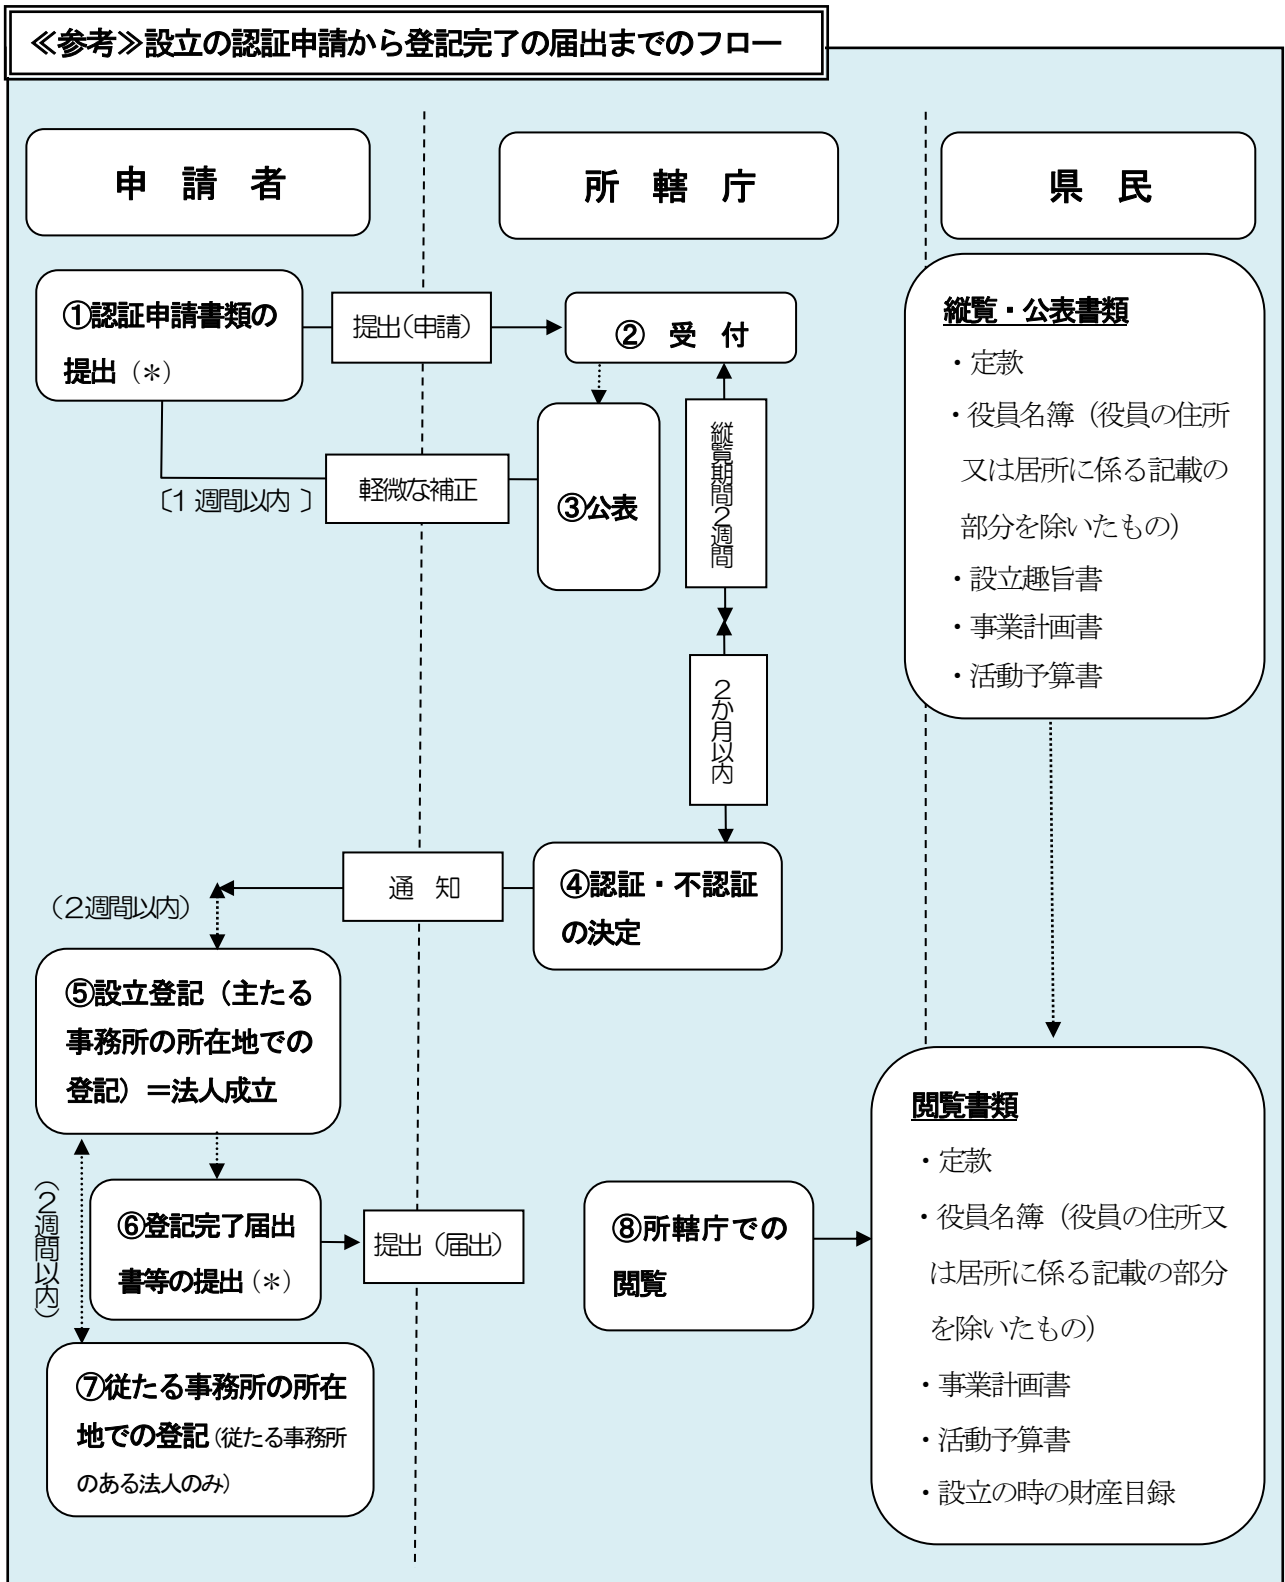 ≪参考≫設立の認証申請から登記完了の届出までのフロー
申　請　者
所　轄　庁
県　民
①認証申請書類の
提出（＊）
提出（申請）
②　受　付
縦覧・公表書類
・定款
・役員名簿（役員の住所
又は居所に係る記載の
部分を除いたもの）
・設立趣旨書
・事業計画書
・活動予算書
〔1 週間以内 〕
軽微な補正
③公表
縦覧期間２週間
２か月以内
（２週間以内）
通　知
④認証・不認証
の決定
⑤設立登記（主たる
事務所の所在地での
登記）＝法人成立
（２週間以内）
⑥登記完了届出
書等の提出（＊）
提出（届出）
⑦従たる事務所の所在
地での登記（従たる事務所
のある法人のみ）
⑧所轄庁での
閲覧
閲覧書類
・定款
・役員名簿（役員の住所又
は居所に係る記載の部分
を除いたもの）
・事業計画書
・活動予算書
・設立の時の財産目録